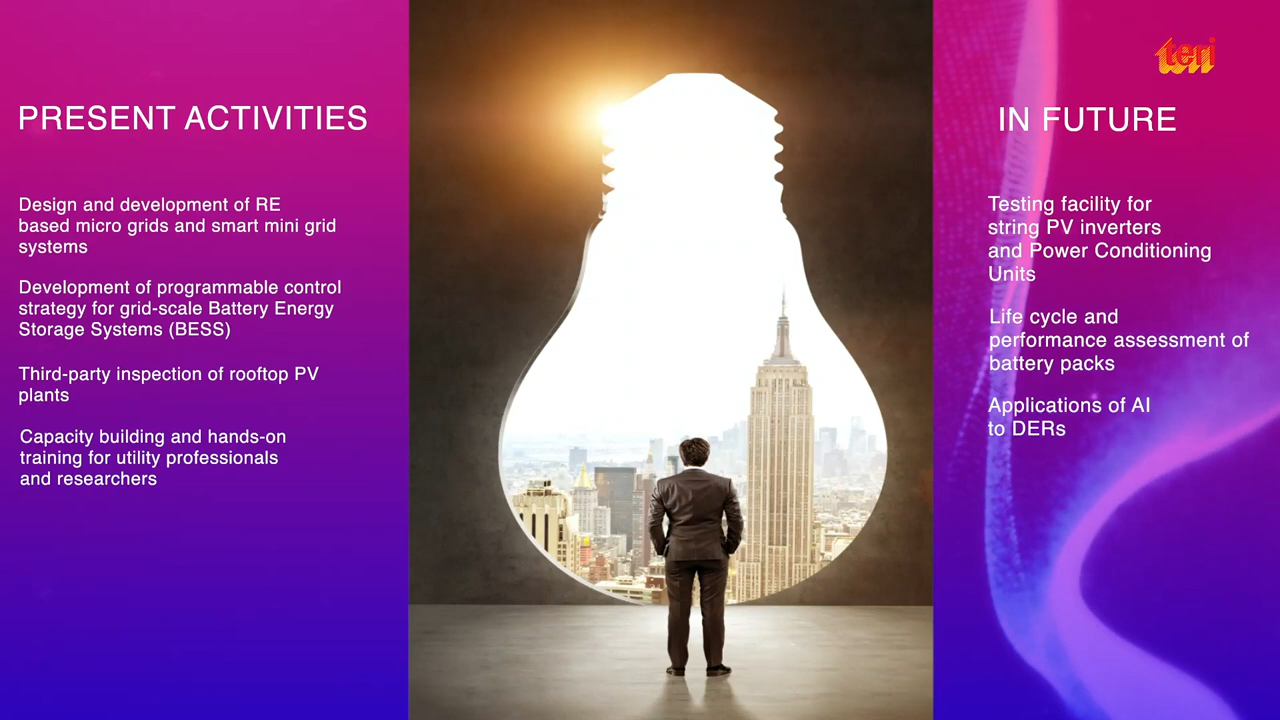 teri
PRESENT ACTIVITIES
Design and development of RE
based micro grids and smart mini grid
systems
Development of programmable control
strategy for grid-scale Battery Energy
Storage Systems (BESS)
Third-party inspection of rooftop PV
plants
Capacity building and hands-on
training for utility professionals
and researchers
IN FUTURE
Testing facility for
string PV inverters
and Power Conditioning
Units
Life cycle and
performance assessment of
battery packs
Applications of AI
to DERs